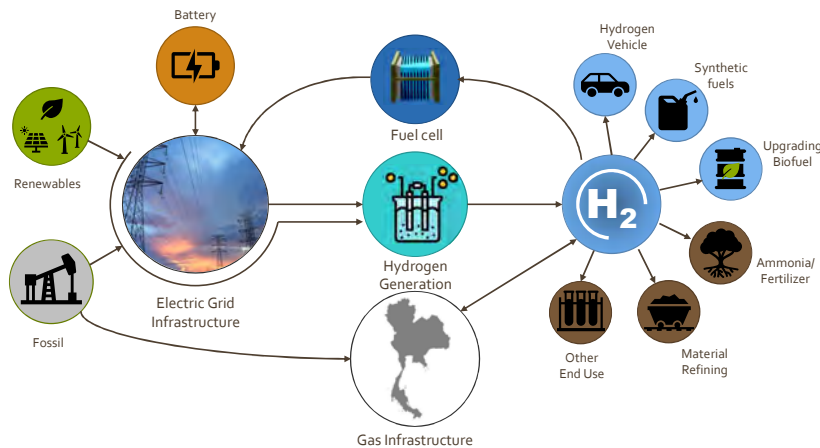 Battery
Hydrogen
Vehicle
Synthetic
fuels
Fuel cell
Upgrading
Biofuel
Renewables
H2
Ammonia/
Fertilizer
Hydrogen
Generation
Electric Grid
Infrastructure
Fossil
Other
End Use
Material
Refining
Gas Infrastructure